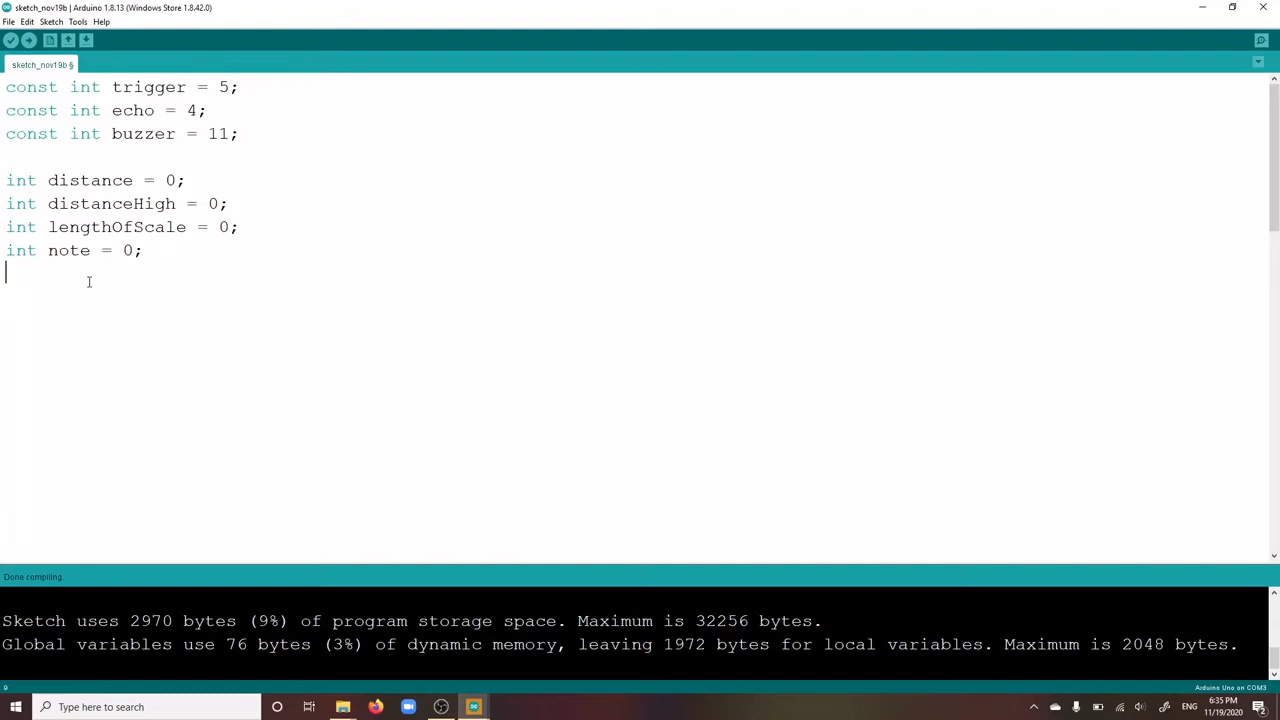 sketch_nov19b | Arduino 1.8.13 (Windows Store 1.8.42.0)
File Edit Sketch Tools Help
sketch_nov19b §
const int trigger = 5;
const int echo = 4;
const int buzzer = 11;
int distance = 0;
int distanceHigh = 0;
int lengthOfScale = 0;
int note = 0;
Done compiling.
Sketch uses 2970 bytes (9%) of program storage space. Maximum is 32256 bytes.
Global variables use 76 bytes (3%) of dynamic memory, leaving 1972 bytes for local variables. Maximum is 2048 bytes.
9
Arduino Uno on COM3
Type here to search
ENG
6:35 PM
11/19/2020
2